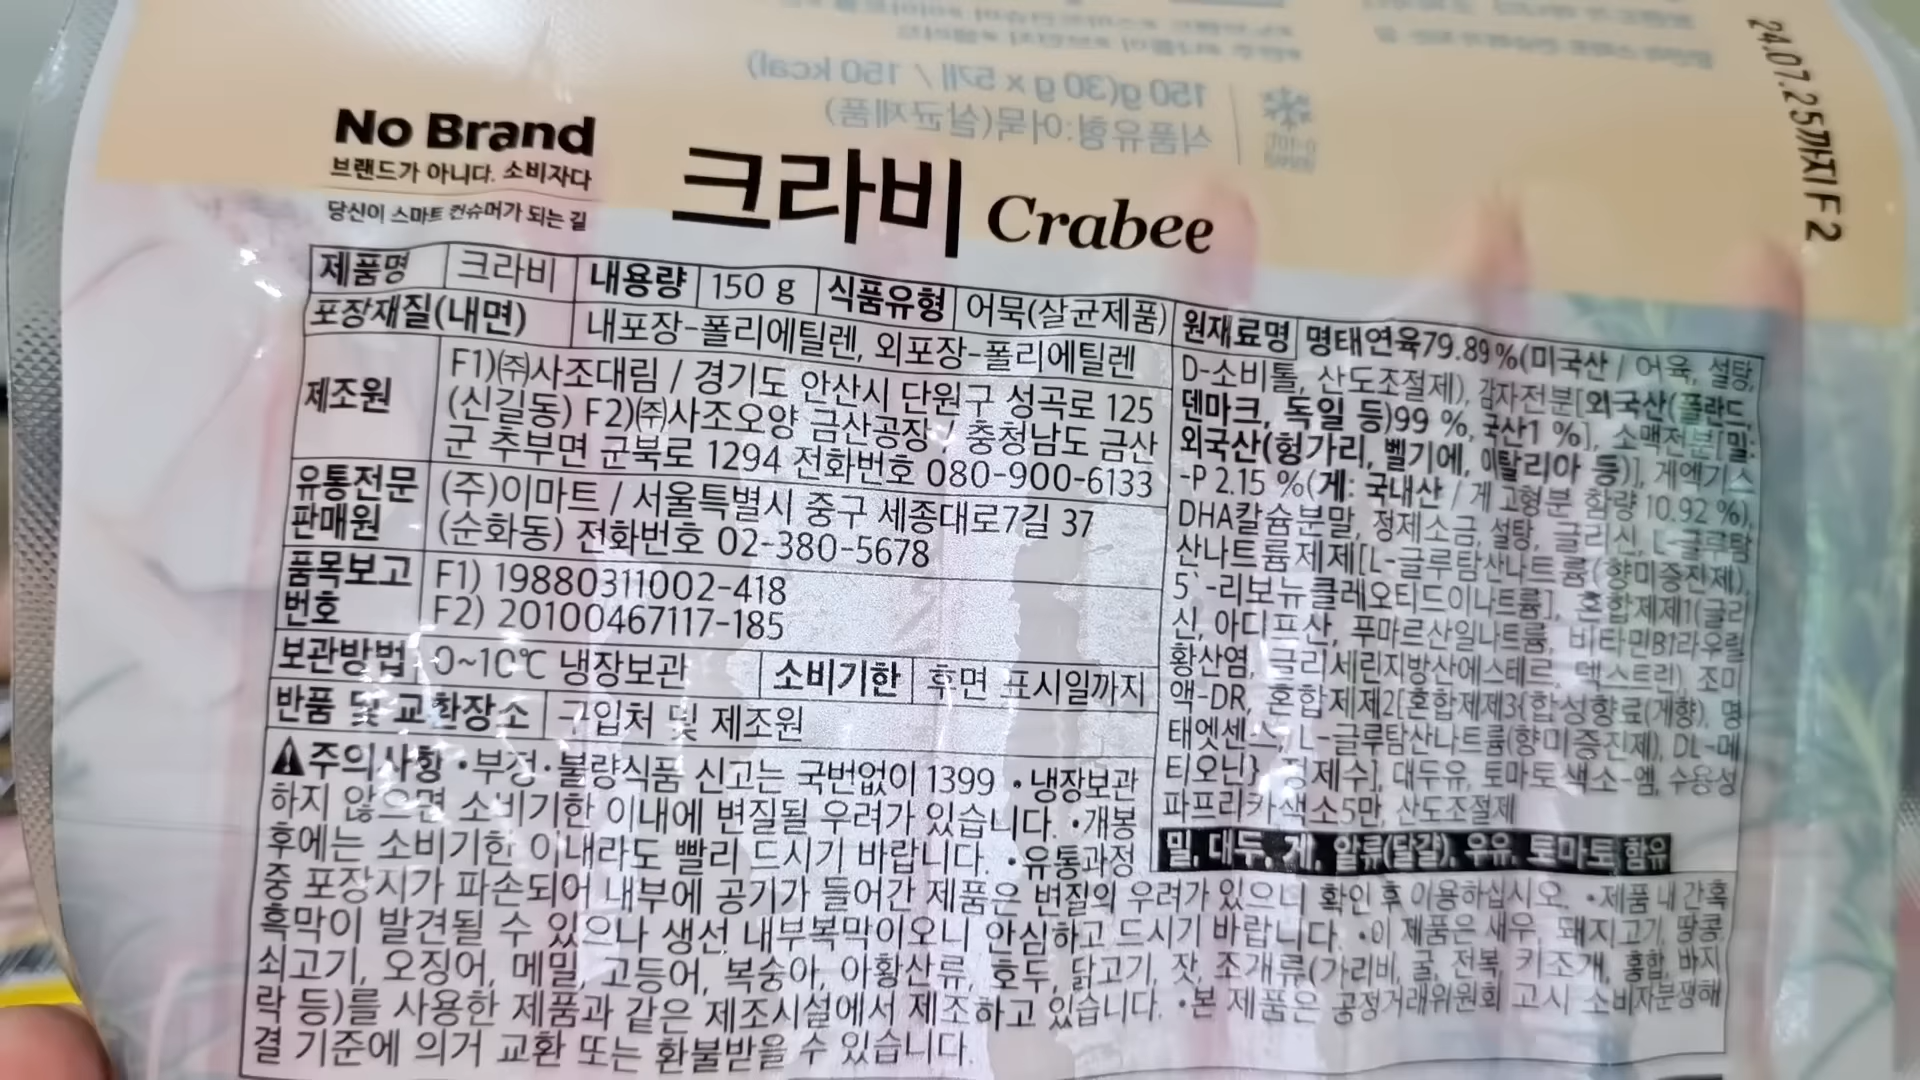 150 g(30 g x 5개 / 150 kcal)
식품유형:어묵(살균제품)
24.07.25까지 F2
No Brand
브랜드가 아니다. 소비자다
당신이 스마트 컨슈머가 되는 길
크라비 Crabee
제품명 크라비 내용량 150 g 식품유형 어묵(살균제품)
포장재질(내면) 내포장-폴리에틸렌, 외포장-폴리에틸렌
제조원
F1)㈜사조대림 / 경기도 안산시 단원구 성곡로 125
(신길동) F2)㈜사조오양 금산공장 / 충청남도 금산
군 추부면 군북로 1294 전화번호 080-900-6133
유통전문
판매원
(주)이마트 / 서울특별시 중구 세종대로7길 37
(순화동) 전화번호 02-380-5678
품목보고
번호
F1) 19880311002-418
F2) 20100467117-185
보관방법 0~10℃ 냉장보관 소비기한 후면 표시일까지
반품 및 교환장소 구입처 및 제조원
원재료명 명태연육79.89%(미국산 / 어육, 설탕,
D-소비톨, 산도조절제), 감자전분[외국산(폴란드,
덴마크, 독일 등)99 %, 국산1 %], 소맥전분[밀:
외국산(헝가리, 벨기에, 이탈리아 등)], 게엑기스
-P 2.15 %(게: 국내산 / 게 고형분 함량 10.92 %),
DHA칼슘분말, 정제소금, 설탕, 글리신, L-글루탐
산나트륨제제[L-글루탐산나트륨(향미증진제),
5`-리보뉴클레오티드이나트륨], 혼합제제1(글리
신, 아디프산, 푸마르산일나트륨, 비타민B1라우릴
황산염, 글리세린지방산에스테르, 덱스트린), 조미
액-DR, 혼합제제2[혼합제제3{합성향료(게향), 명
태엣센스, L-글루탐산나트륨(향미증진제), DL-메
티오닌}, 정제수], 대두유, 토마토색소-엠, 수용성
파프리카색소5만, 산도조절제
밀, 대두, 게, 알류(달걀), 우유, 토마토 함유
⚠주의사항 •부정·불량식품 신고는 국번없이 1399 •냉장보관
하지 않으면 소비기한 이내에 변질될 우려가 있습니다. •개봉
후에는 소비기한 이내라도 빨리 드시기 바랍니다. •유통과정
중 포장지가 파손되어 내부에 공기가 들어간 제품은 변질의 우려가 있으니 확인 후 이용하십시오. •제품 내 간혹
흑막이 발견될 수 있으나 생선 내부복막이오니 안심하고 드시기 바랍니다. •이 제품은 새우, 돼지고기, 땅콩,
쇠고기, 오징어, 메밀, 고등어, 복숭아, 아황산류, 호두, 닭고기, 잣, 조개류(가리비, 굴, 전복, 키조개, 홍합, 바지
락 등)를 사용한 제품과 같은 제조시설에서 제조하고 있습니다. •본 제품은 공정거래위원회 고시 소비자분쟁해
결 기준에 의거 교환 또는 환불받을 수 있습니다.